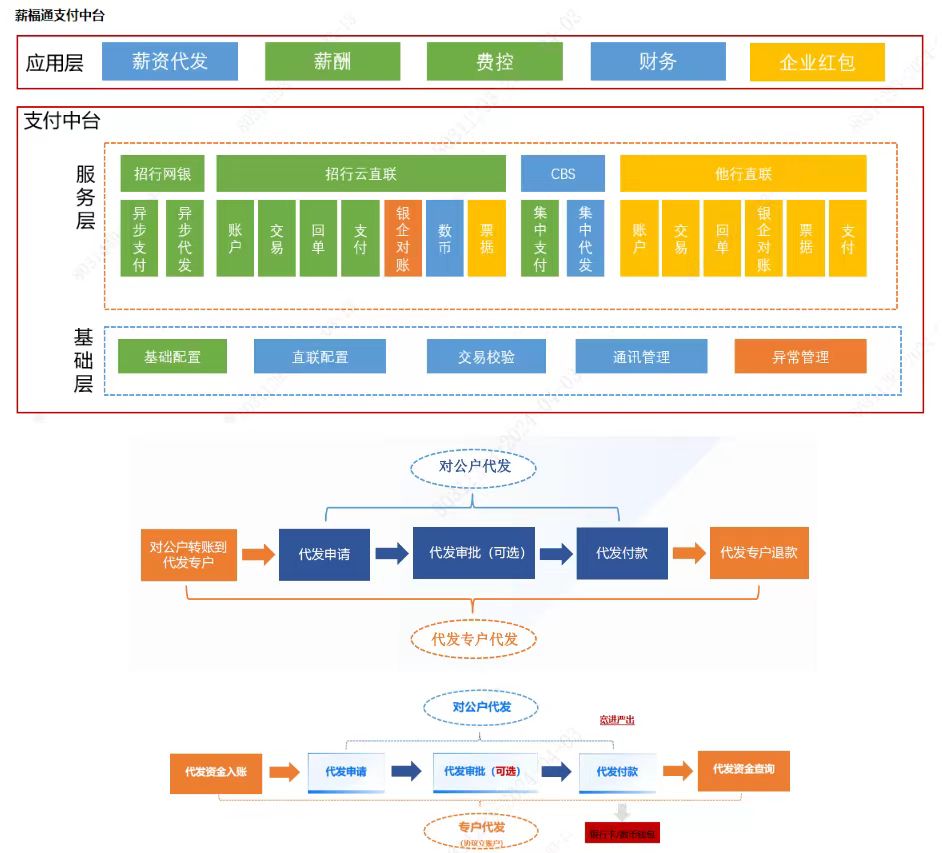 薪福通支付中台
应用层
薪资代发
薪酬
费控
财务
企业红包
支付中台
服务层
招行网银
招行云直联
CBS
他行直联
异步支付
异步代发
账户
交易
回单
支付
银企对账
数币
票据
集中支付
集中代发
账户
交易
回单
银企对账
票据
支付
基础层
基础配置
直联配置
交易校验
通讯管理
异常管理
对公户代发
对公户转账到
代发专户
代发申请
代发审批（可选）
代发付款
代发专户退款
代发专户代发
对公户代发
宽进严出
代发资金入账
代发申请
代发审批（可选）
代发付款
代发资金查询
专户代发